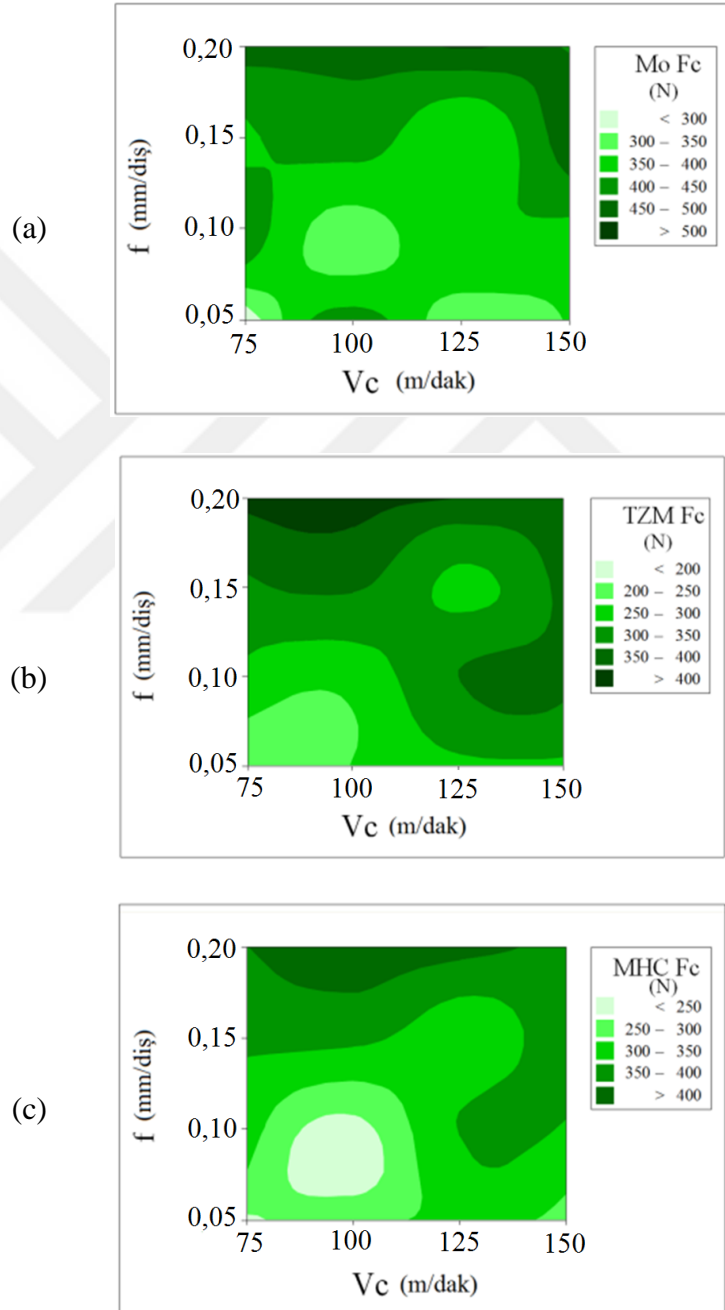 (a)
0,20
0,15
0,10
0,05
f (mm/diş)
75 100 125 150
Vc (m/dak)
Mo Fc
(N)
< 300
300 – 350
350 – 400
400 – 450
450 – 500
> 500
(b)
0,20
0,15
0,10
0,05
f (mm/diş)
75 100 125 150
Vc (m/dak)
TZM Fc
(N)
< 200
200 – 250
250 – 300
300 – 350
350 – 400
> 400
(c)
0,20
0,15
0,10
0,05
f (mm/diş)
75 100 125 150
Vc (m/dak)
MHC Fc
(N)
< 250
250 – 300
300 – 350
350 – 400
> 400